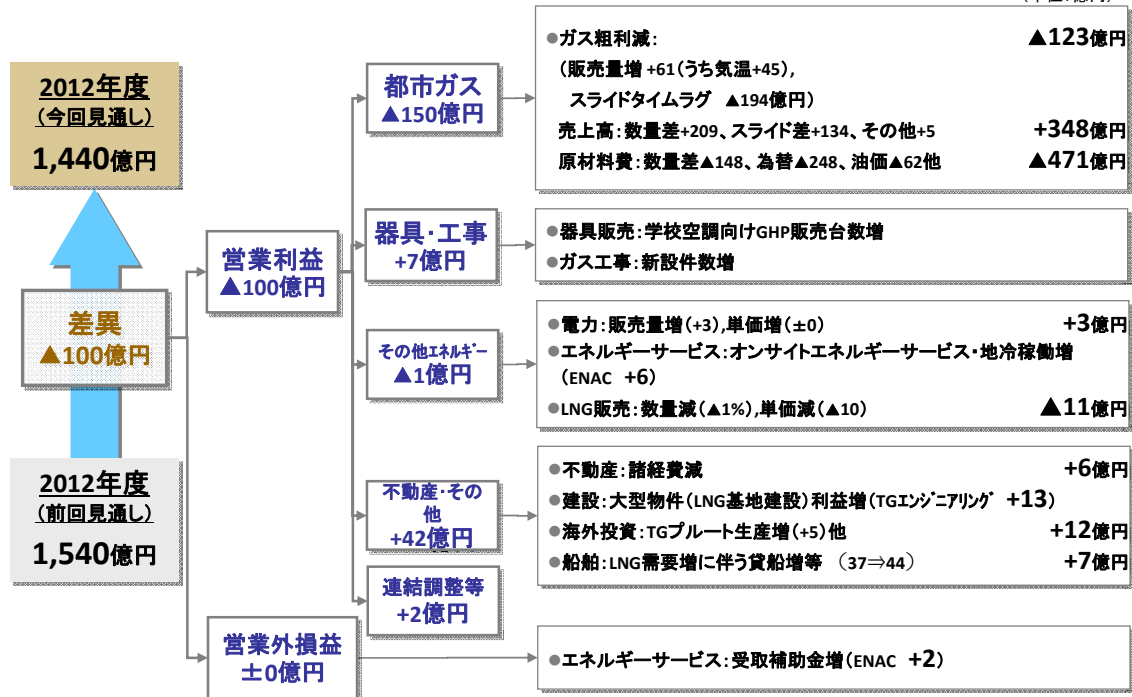 2012年度
(今回見通し)
1,440億円
差異
▲100億円
2012年度
(前回見通し)
1,540億円
営業利益
▲100億円
営業外損益
±0億円
都市ガス
▲150億円
器具・工事
+7億円
その他エネルギー
▲1億円
不動産・その
他
+42億円
連結調整等
+2億円
●ガス粗利減: ▲123億円
(販売量増 +61(うち気温+45),
スライドタイムラグ ▲194億円)
売上高:数量差+209、スライド差+134、その他+5 +348億円
原材料費:数量差▲148、為替▲248、油価▲62他 ▲471億円
●器具販売:学校空調向けGHP販売台数増
●ガス工事:新設件数増
●電力:販売量増(+3),単価増(±0) +3億円
●エネルギーサービス:オンサイトエネルギーサービス・地冷稼働増
(ENAC +6)
●LNG販売:数量減(▲1%),単価減(▲10) ▲11億円
●不動産:諸経費減 +6億円
●建設:大型物件(LNG基地建設)利益増(TGエンジニアリング +13)
●海外投資:TGプルート生産増(+5)他 +12億円
●船舶:LNG需要増に伴う貸船増等 (37⇒44) +7億円
●エネルギーサービス:受取補助金増(ENAC +2)